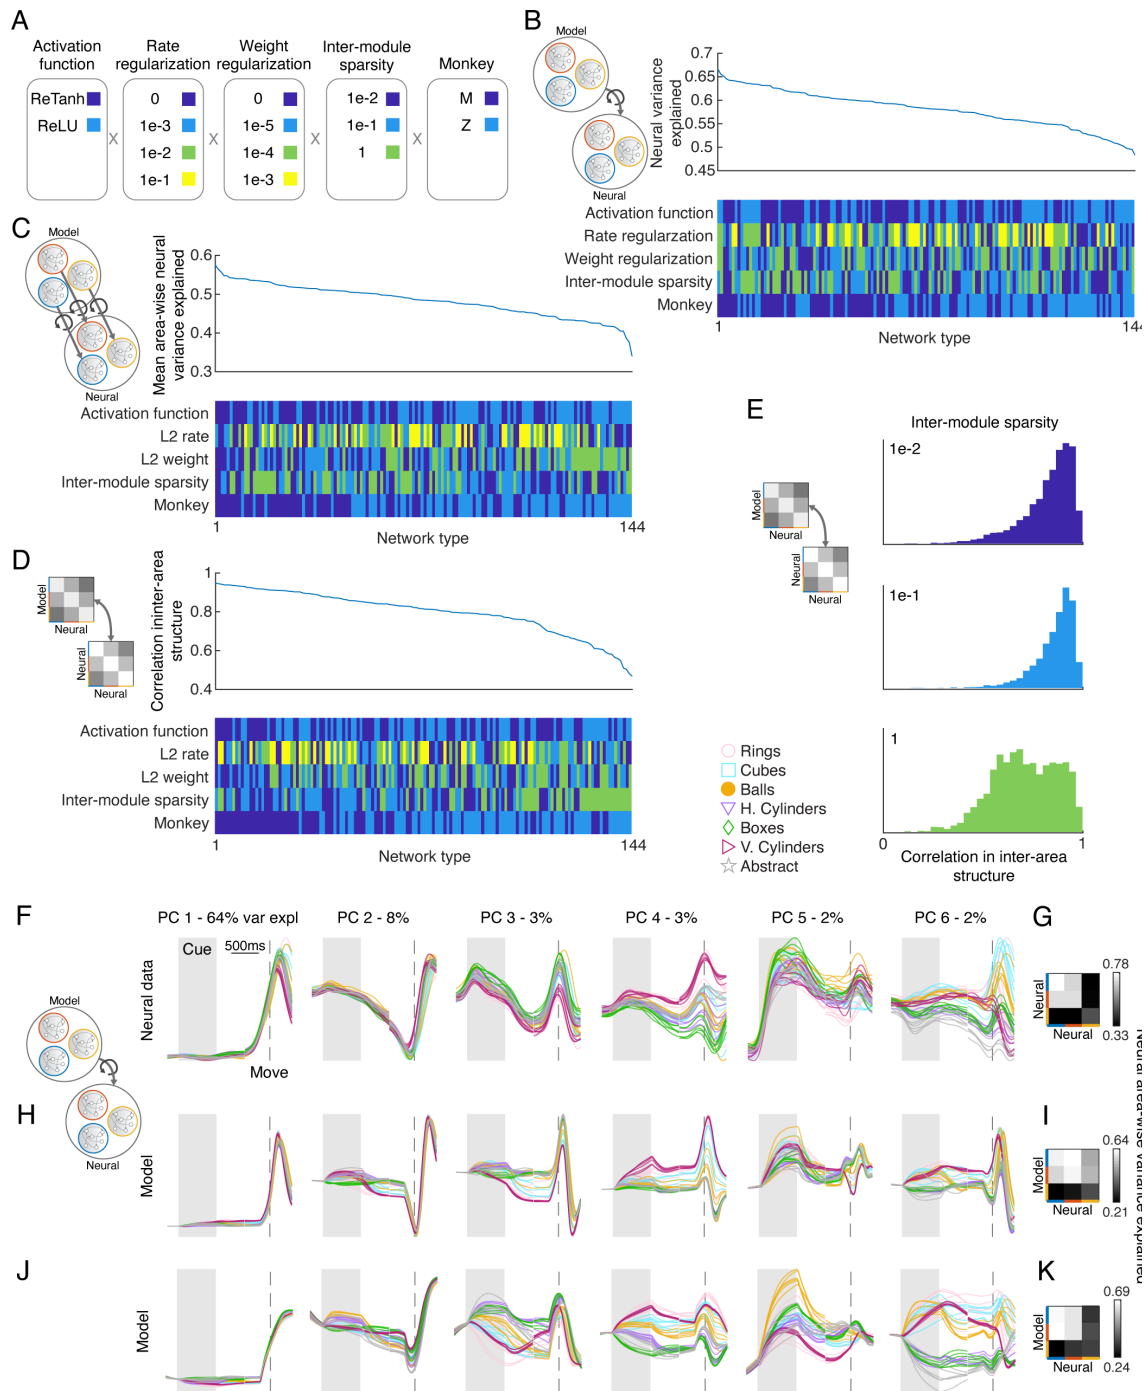 A
Activation
function
Rate
regularization
Weight
regularization
Inter-module
sparsity
Monkey
ReTanh
ReLU
0
1e-3
1e-2
1e-1
0
1e-5
1e-4
1e-3
1e-2
1e-1
1
M
Z
X
X
X
X
B
Model
Neural
Neural variance
explained
0.7
0.65
0.6
0.55
0.5
0.45
Activation function
Rate regularzation
Weight regularization
Inter-module sparsity
Monkey
1
144
Network type
C
Model
Neural
Mean area-wise neural
variance explained
0.6
0.5
0.4
0.3
Activation function
L2 rate
L2 weight
Inter-module sparsity
Monkey
1
144
Network type
D
Model
Neural
Neural
Neural
Correlation ininter-area
structure
1
0.8
0.6
0.4
Activation function
L2 rate
L2 weight
Inter-module sparsity
Monkey
1
144
Network type
E
Inter-module sparsity
Model
Neural
Neural
Neural
1e-2
1e-1
1
0
1
Correlation in inter-area
structure
Rings
Cubes
Balls
H. Cylinders
Boxes
V. Cylinders
Abstract
F
PC 1 - 64% var expl
PC 2 - 8%
PC 3 - 3%
PC 4 - 3%
PC 5 - 2%
PC 6 - 2%
Neural data
Cue
500ms
Move
Model
Neural
G
Neural
Neural
0.78
0.33
H
Model
I
Model
Neural
0.64
0.21
J
Model
K
Model
Neural
0.69
0.24
Neural area-wise variance explained